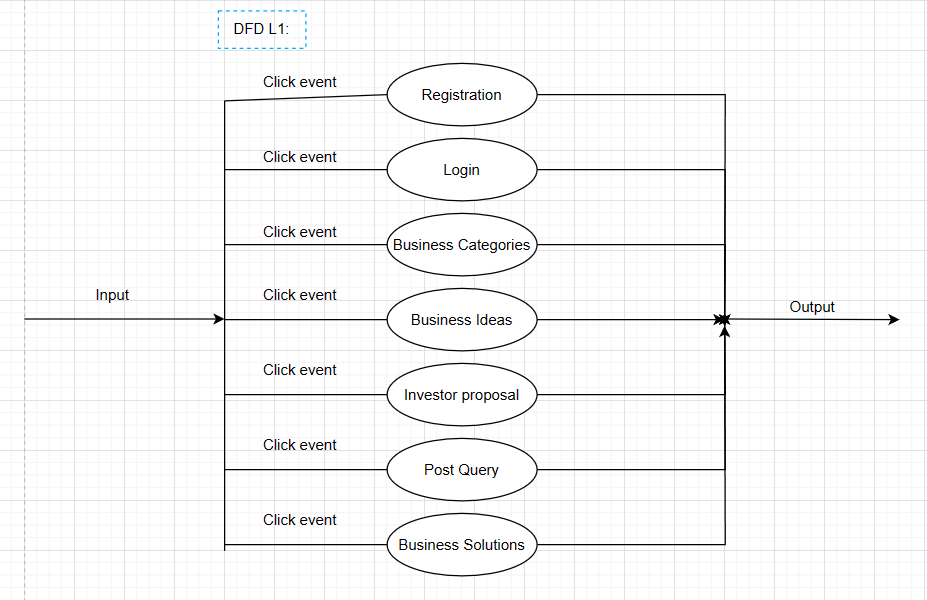 DFD L1:
Click event
Registration
Click event
Login
Click event
Business Categories
Input
Click event
Business Ideas
Output
Click event
Investor proposal
Click event
Post Query
Click event
Business Solutions